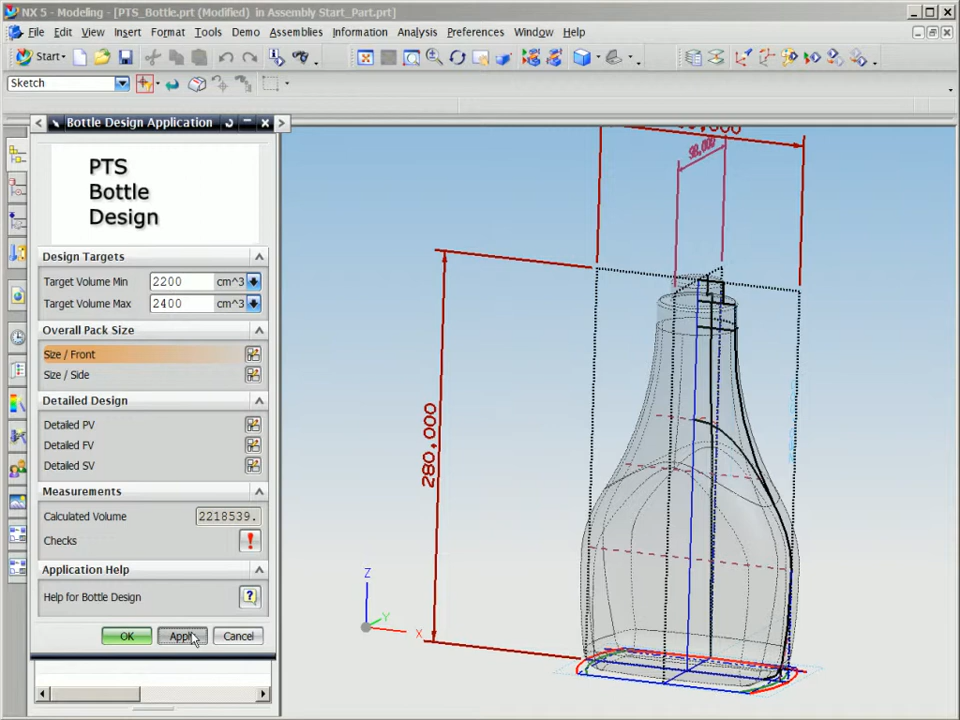 NX 5 - Modeling - [PTS_Bottle.prt (Modified) in Assembly Start_Part.prt]
File Edit View Insert Format Tools Demo Assemblies Information Analysis Preferences Window Help
Start
Sketch
Bottle Design Application
PTS
Bottle
Design
Design Targets
Target Volume Min 2200 cm^3
Target Volume Max 2400 cm^3
Overall Pack Size
Size / Front
Size / Side
Detailed Design
Detailed PV
Detailed FV
Detailed SV
Measurements
Calculated Volume 2218539.
Checks
Application Help
Help for Bottle Design
OK Apply Cancel
98,000
280,000
Z
Y
X